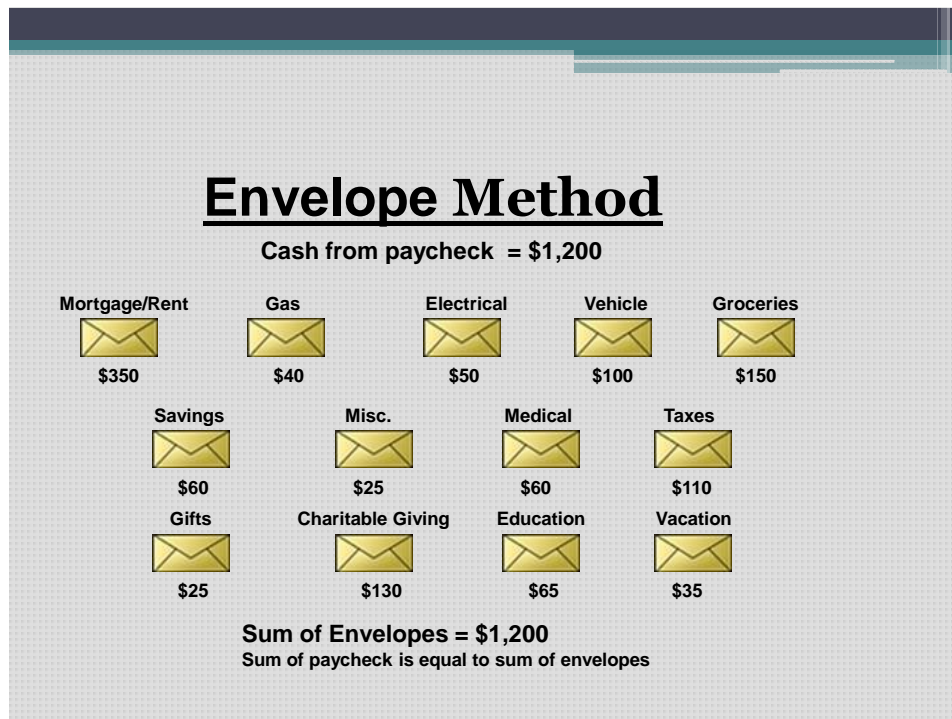 Envelope Method
Cash from paycheck = $1,200
Mortgage/Rent Gas Electrical Vehicle Groceries
$350 $40 $50 $100 $150
Savings Misc. Medical Taxes
$60 $25 $60 $110
Gifts Charitable Giving Education Vacation
$25 $130 $65 $35
Sum of Envelopes = $1,200
Sum of paycheck is equal to sum of envelopes